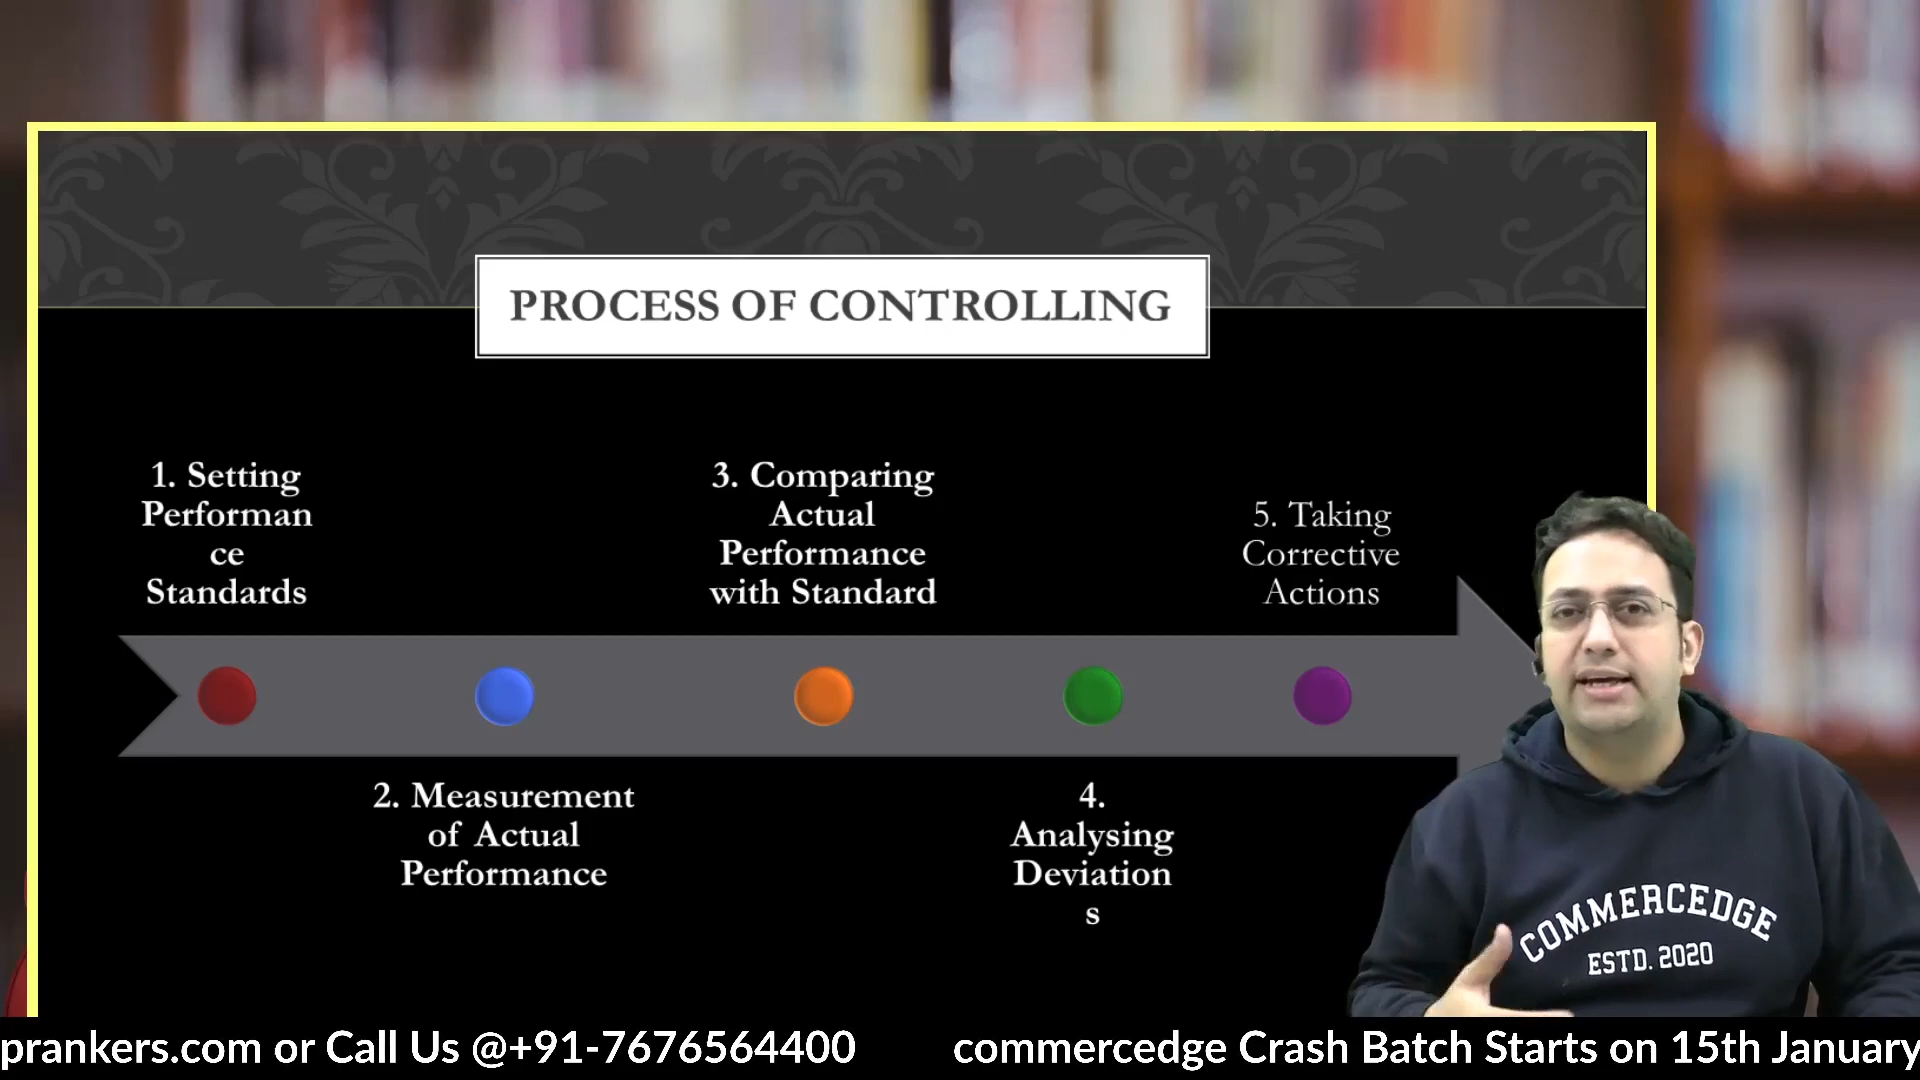 PROCESS OF CONTROLLING
1. Setting
Performan
ce
Standards
2. Measurement
of Actual
Performance
3. Comparing
Actual
Performance
with Standard
4.
Analysing
Deviation
s
5. Taking
Corrective
Actions
COMMERCEDGE
ESTD. 2020
prankers.com or Call Us @+91-7676564400 commercedge Crash Batch Starts on 15th January